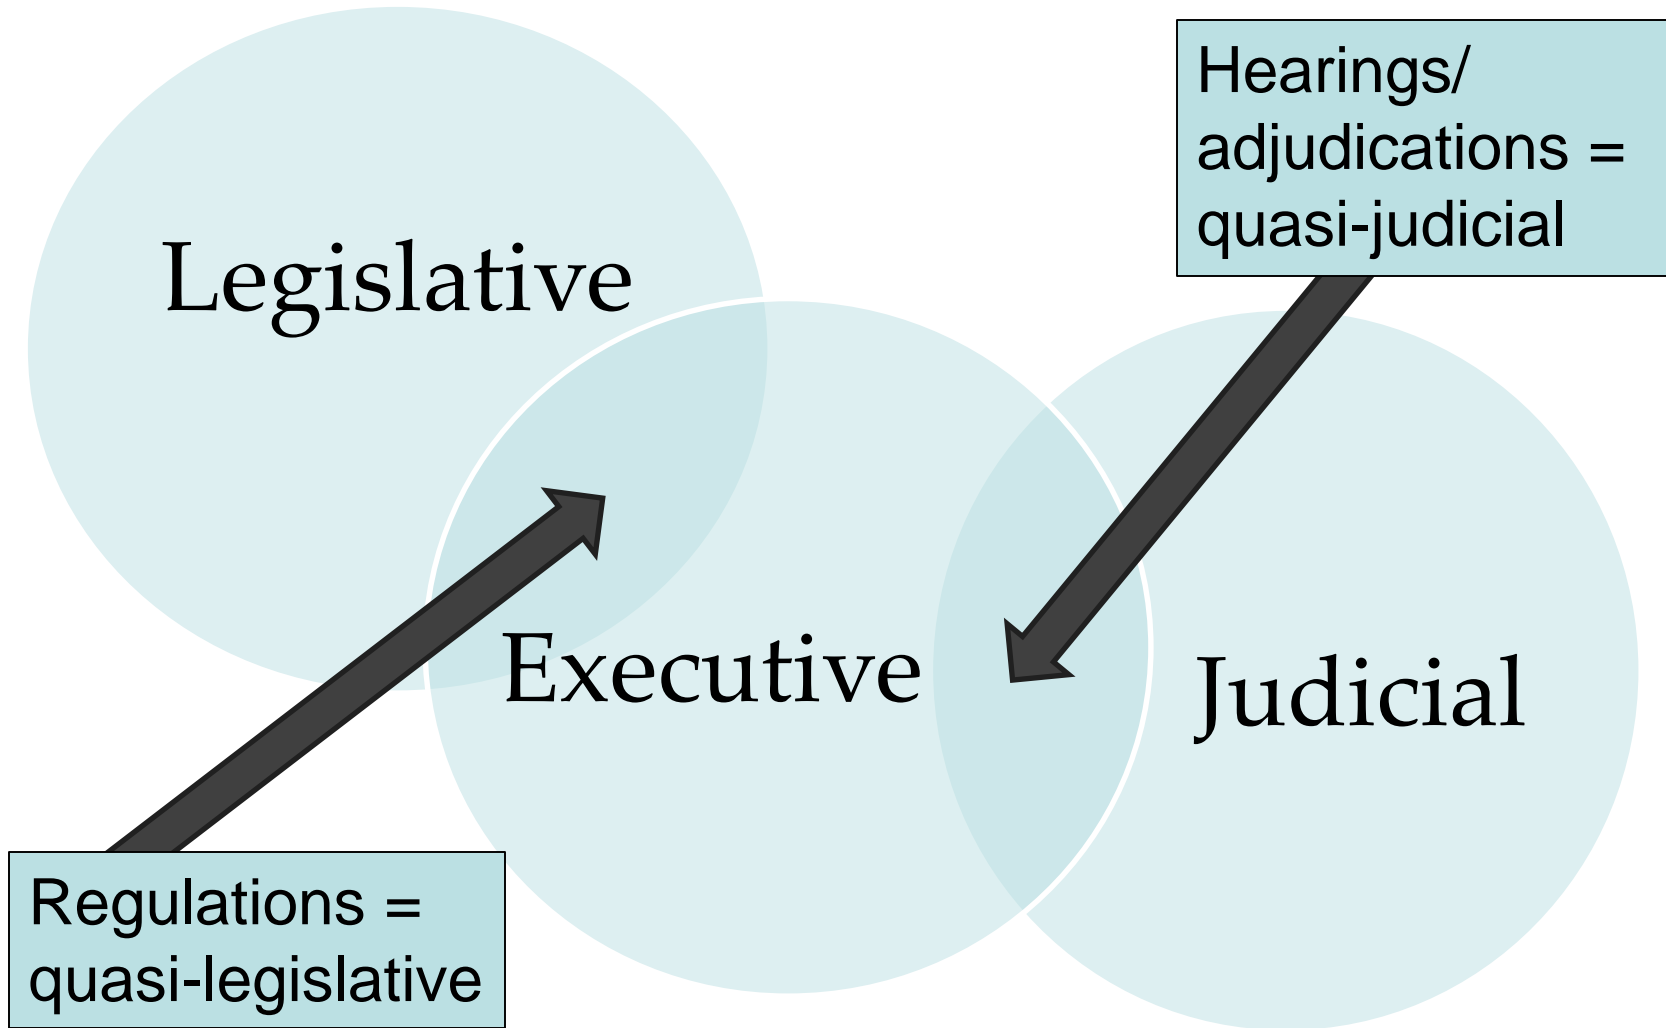 Hearings/
adjudications =
quasi-judicial
Legislative
Executive
Judicial
Regulations =
quasi-legislative